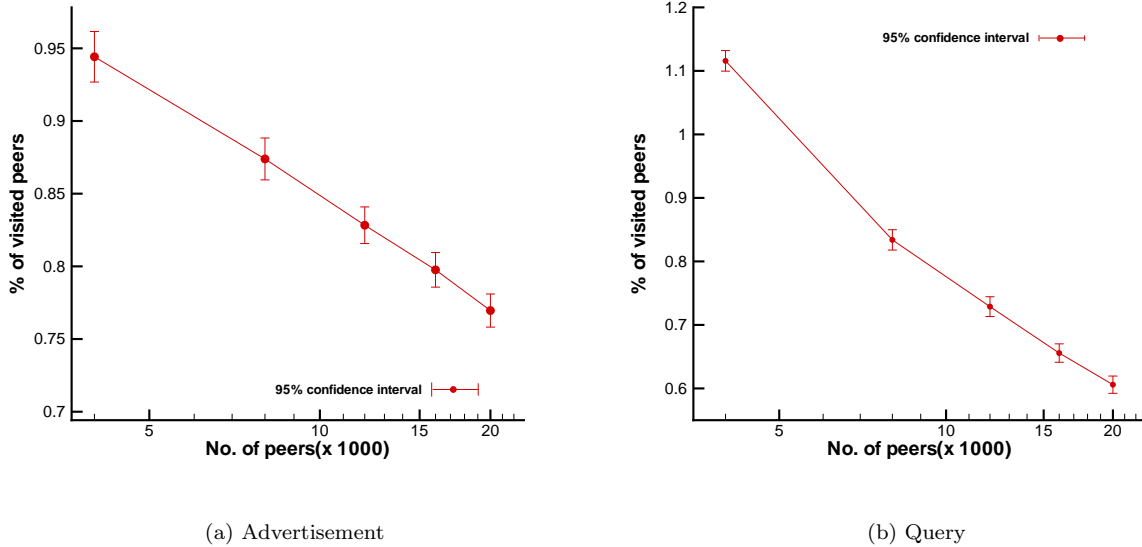 0.95
0.9
0.85
0.8
0.75
0.7
% of visited peers
95% confidence interval
5
10
15
20
No. of peers(x 1000)
(a) Advertisement
1.2
1.1
1
0.9
0.8
0.7
0.6
% of visited peers
95% confidence interval
5
10
15
20
No. of peers(x 1000)
(b) Query